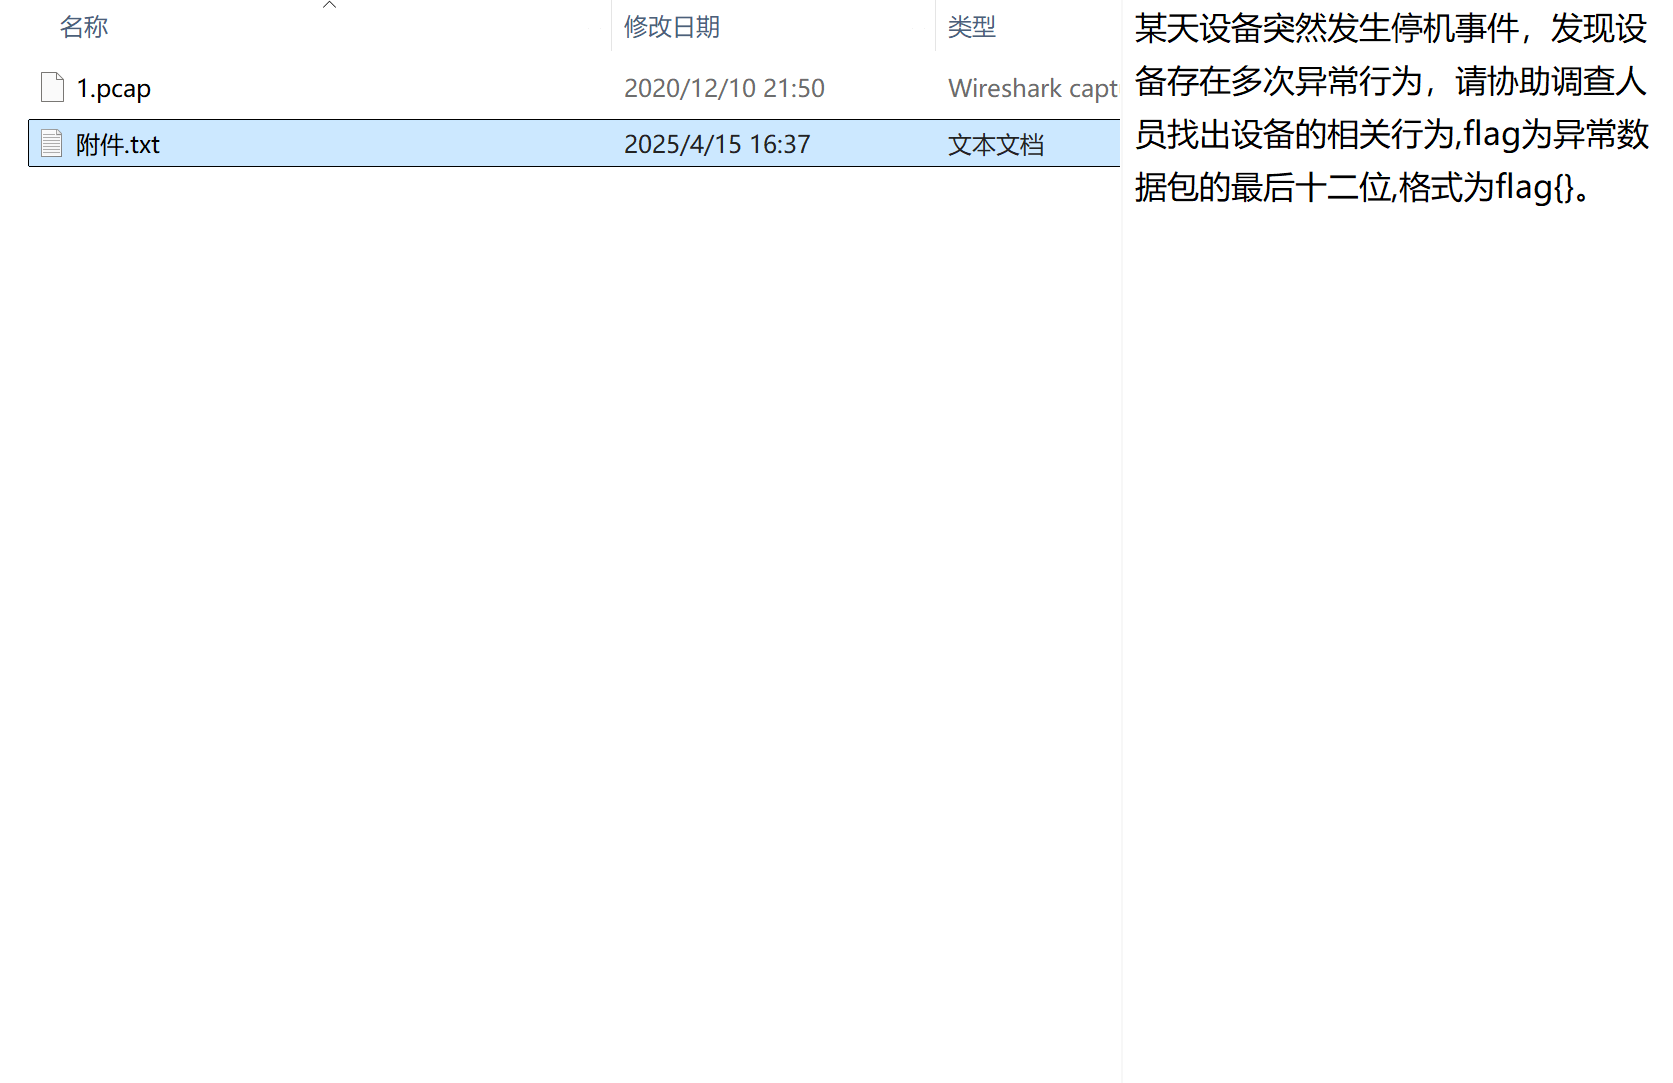 名称 修改日期 类型
1.pcap 2020/12/10 21:50 Wireshark capt
附件.txt 2025/4/15 16:37 文本文档
某天设备突然发生停机事件，发现设
备存在多次异常行为，请协助调查人
员找出设备的相关行为,flag为异常数
据包的最后十二位,格式为flag{}。